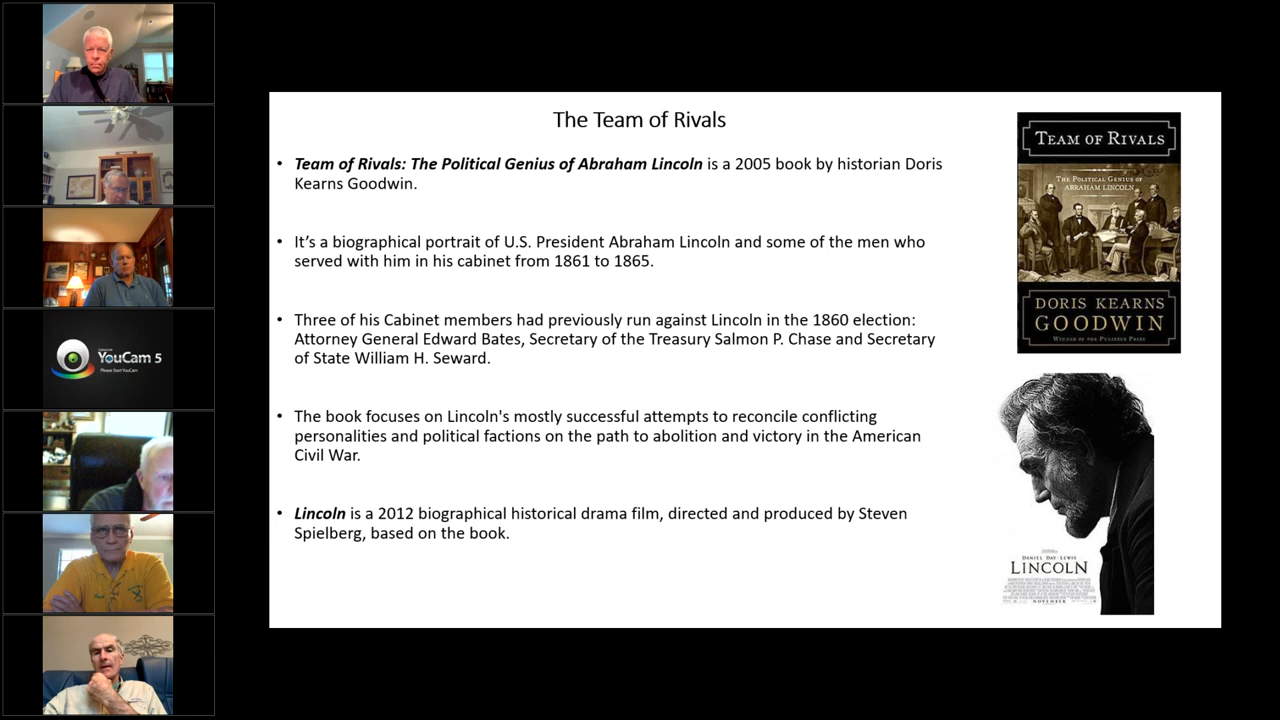 The Team of Rivals
• Team of Rivals: The Political Genius of Abraham Lincoln is a 2005 book by historian Doris
Kearns Goodwin.
• It’s a biographical portrait of U.S. President Abraham Lincoln and some of the men who
served with him in his cabinet from 1861 to 1865.
• Three of his Cabinet members had previously run against Lincoln in the 1860 election:
Attorney General Edward Bates, Secretary of the Treasury Salmon P. Chase and Secretary
of State William H. Seward.
• The book focuses on Lincoln's mostly successful attempts to reconcile conflicting
personalities and political factions on the path to abolition and victory in the American
Civil War.
• Lincoln is a 2012 biographical historical drama film, directed and produced by Steven
Spielberg, based on the book.
TEAM OF RIVALS
THE POLITICAL GENIUS OF
ABRAHAM LINCOLN
DORIS KEARNS
GOODWIN
WINNER OF THE PULITZER PRIZE
DANIEL DAY-LEWIS
LINCOLN
NOVEMBER
YouCam 5
Please Start YouCam